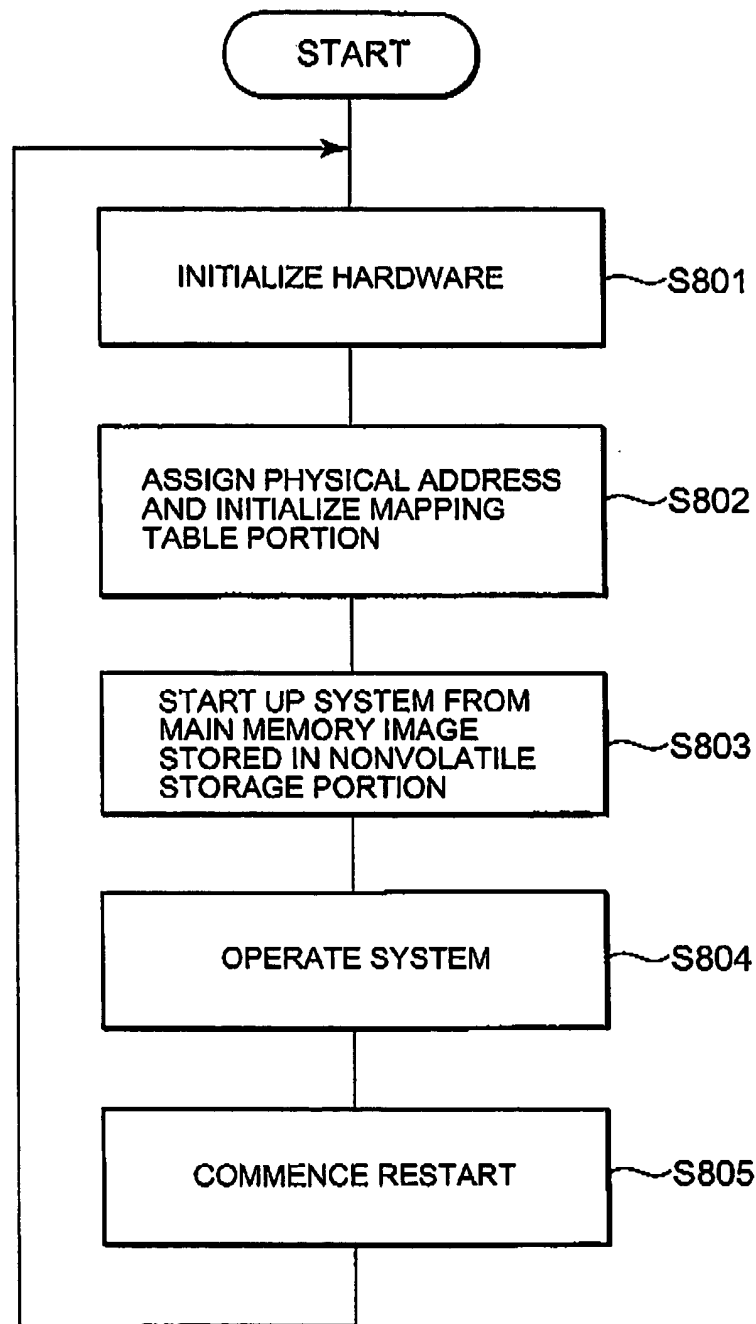 START
INITIALIZE HARDWARE
S801
ASSIGN PHYSICAL ADDRESS
AND INITIALIZE MAPPING
TABLE PORTION
S802
START UP SYSTEM FROM
MAIN MEMORY IMAGE
STORED IN NONVOLATILE
STORAGE PORTION
S803
OPERATE SYSTEM
S804
COMMENCE RESTART
S805